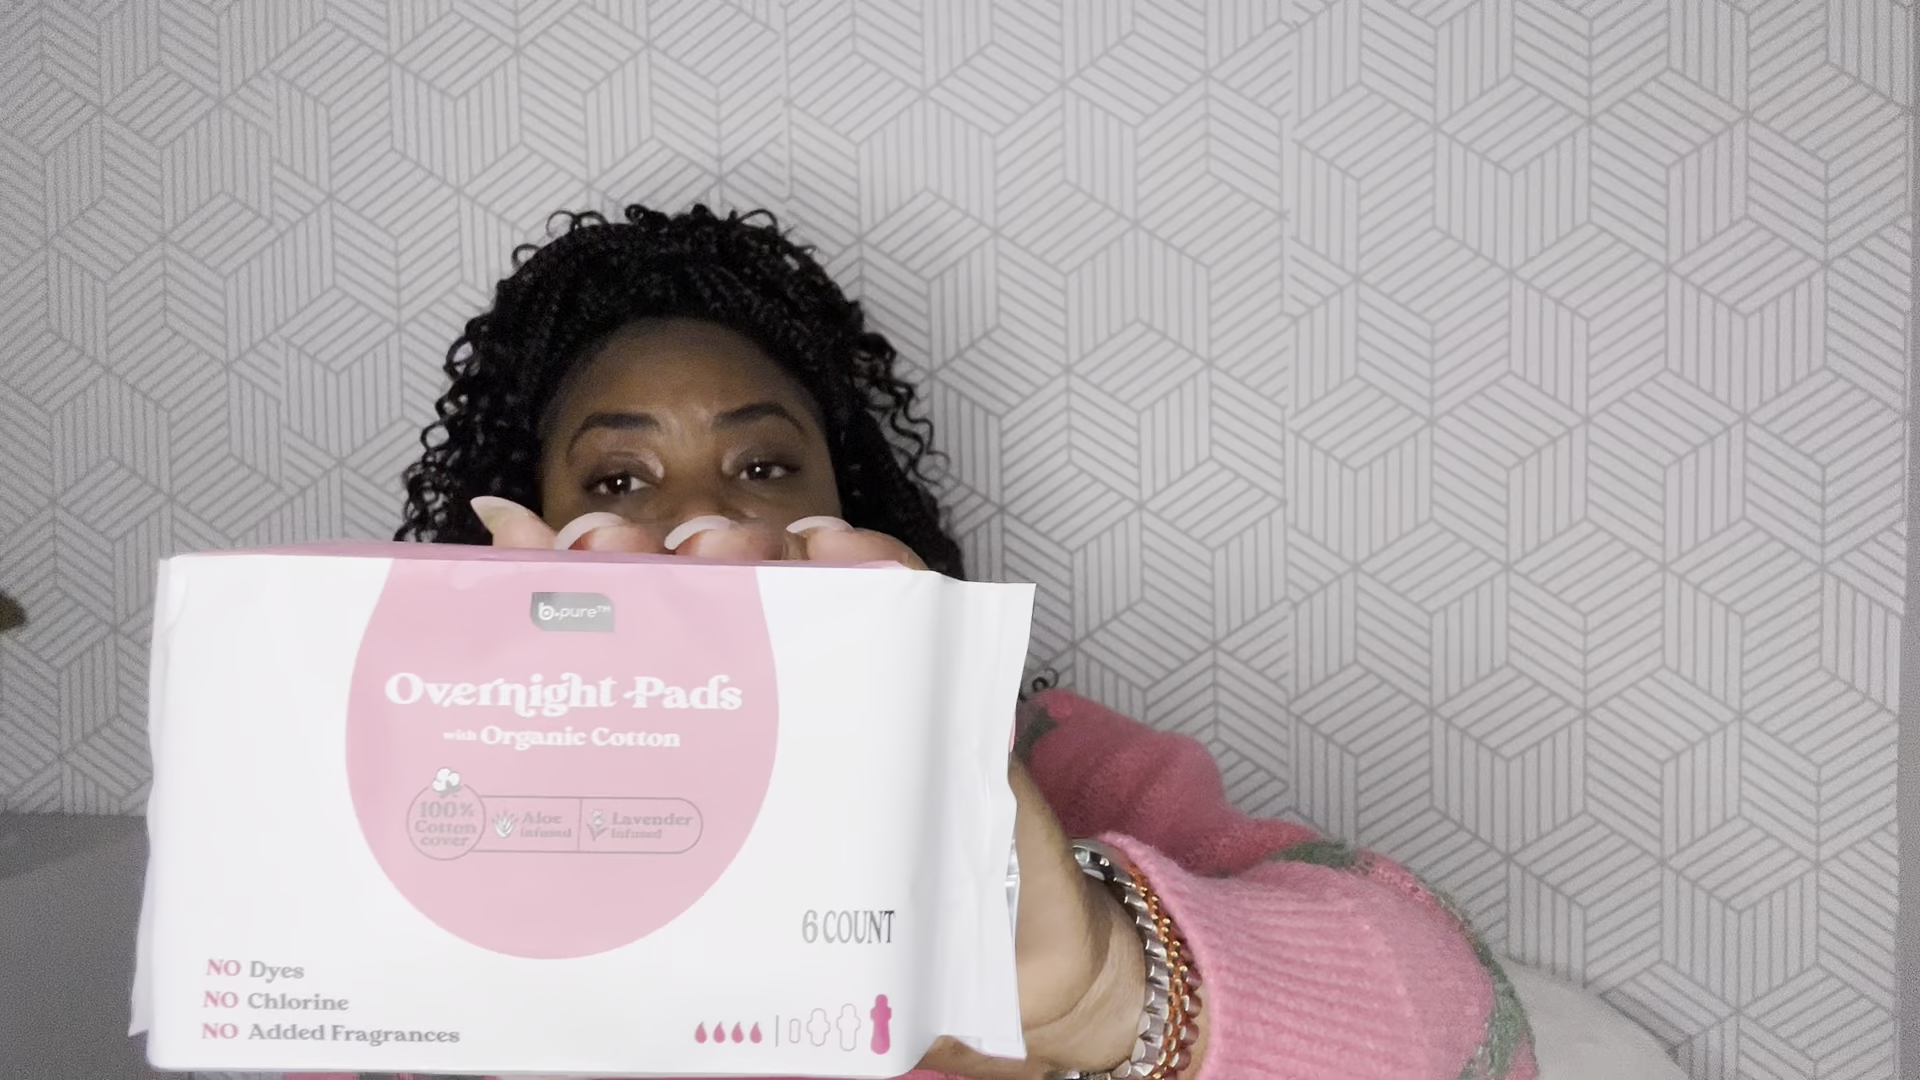 b.pure™
Overnight Pads
with Organic Cotton
100%
Cotton
cover
Aloe
infused
Lavender
Infused
6 COUNT
NO Dyes
NO Chlorine
NO Added Fragrances